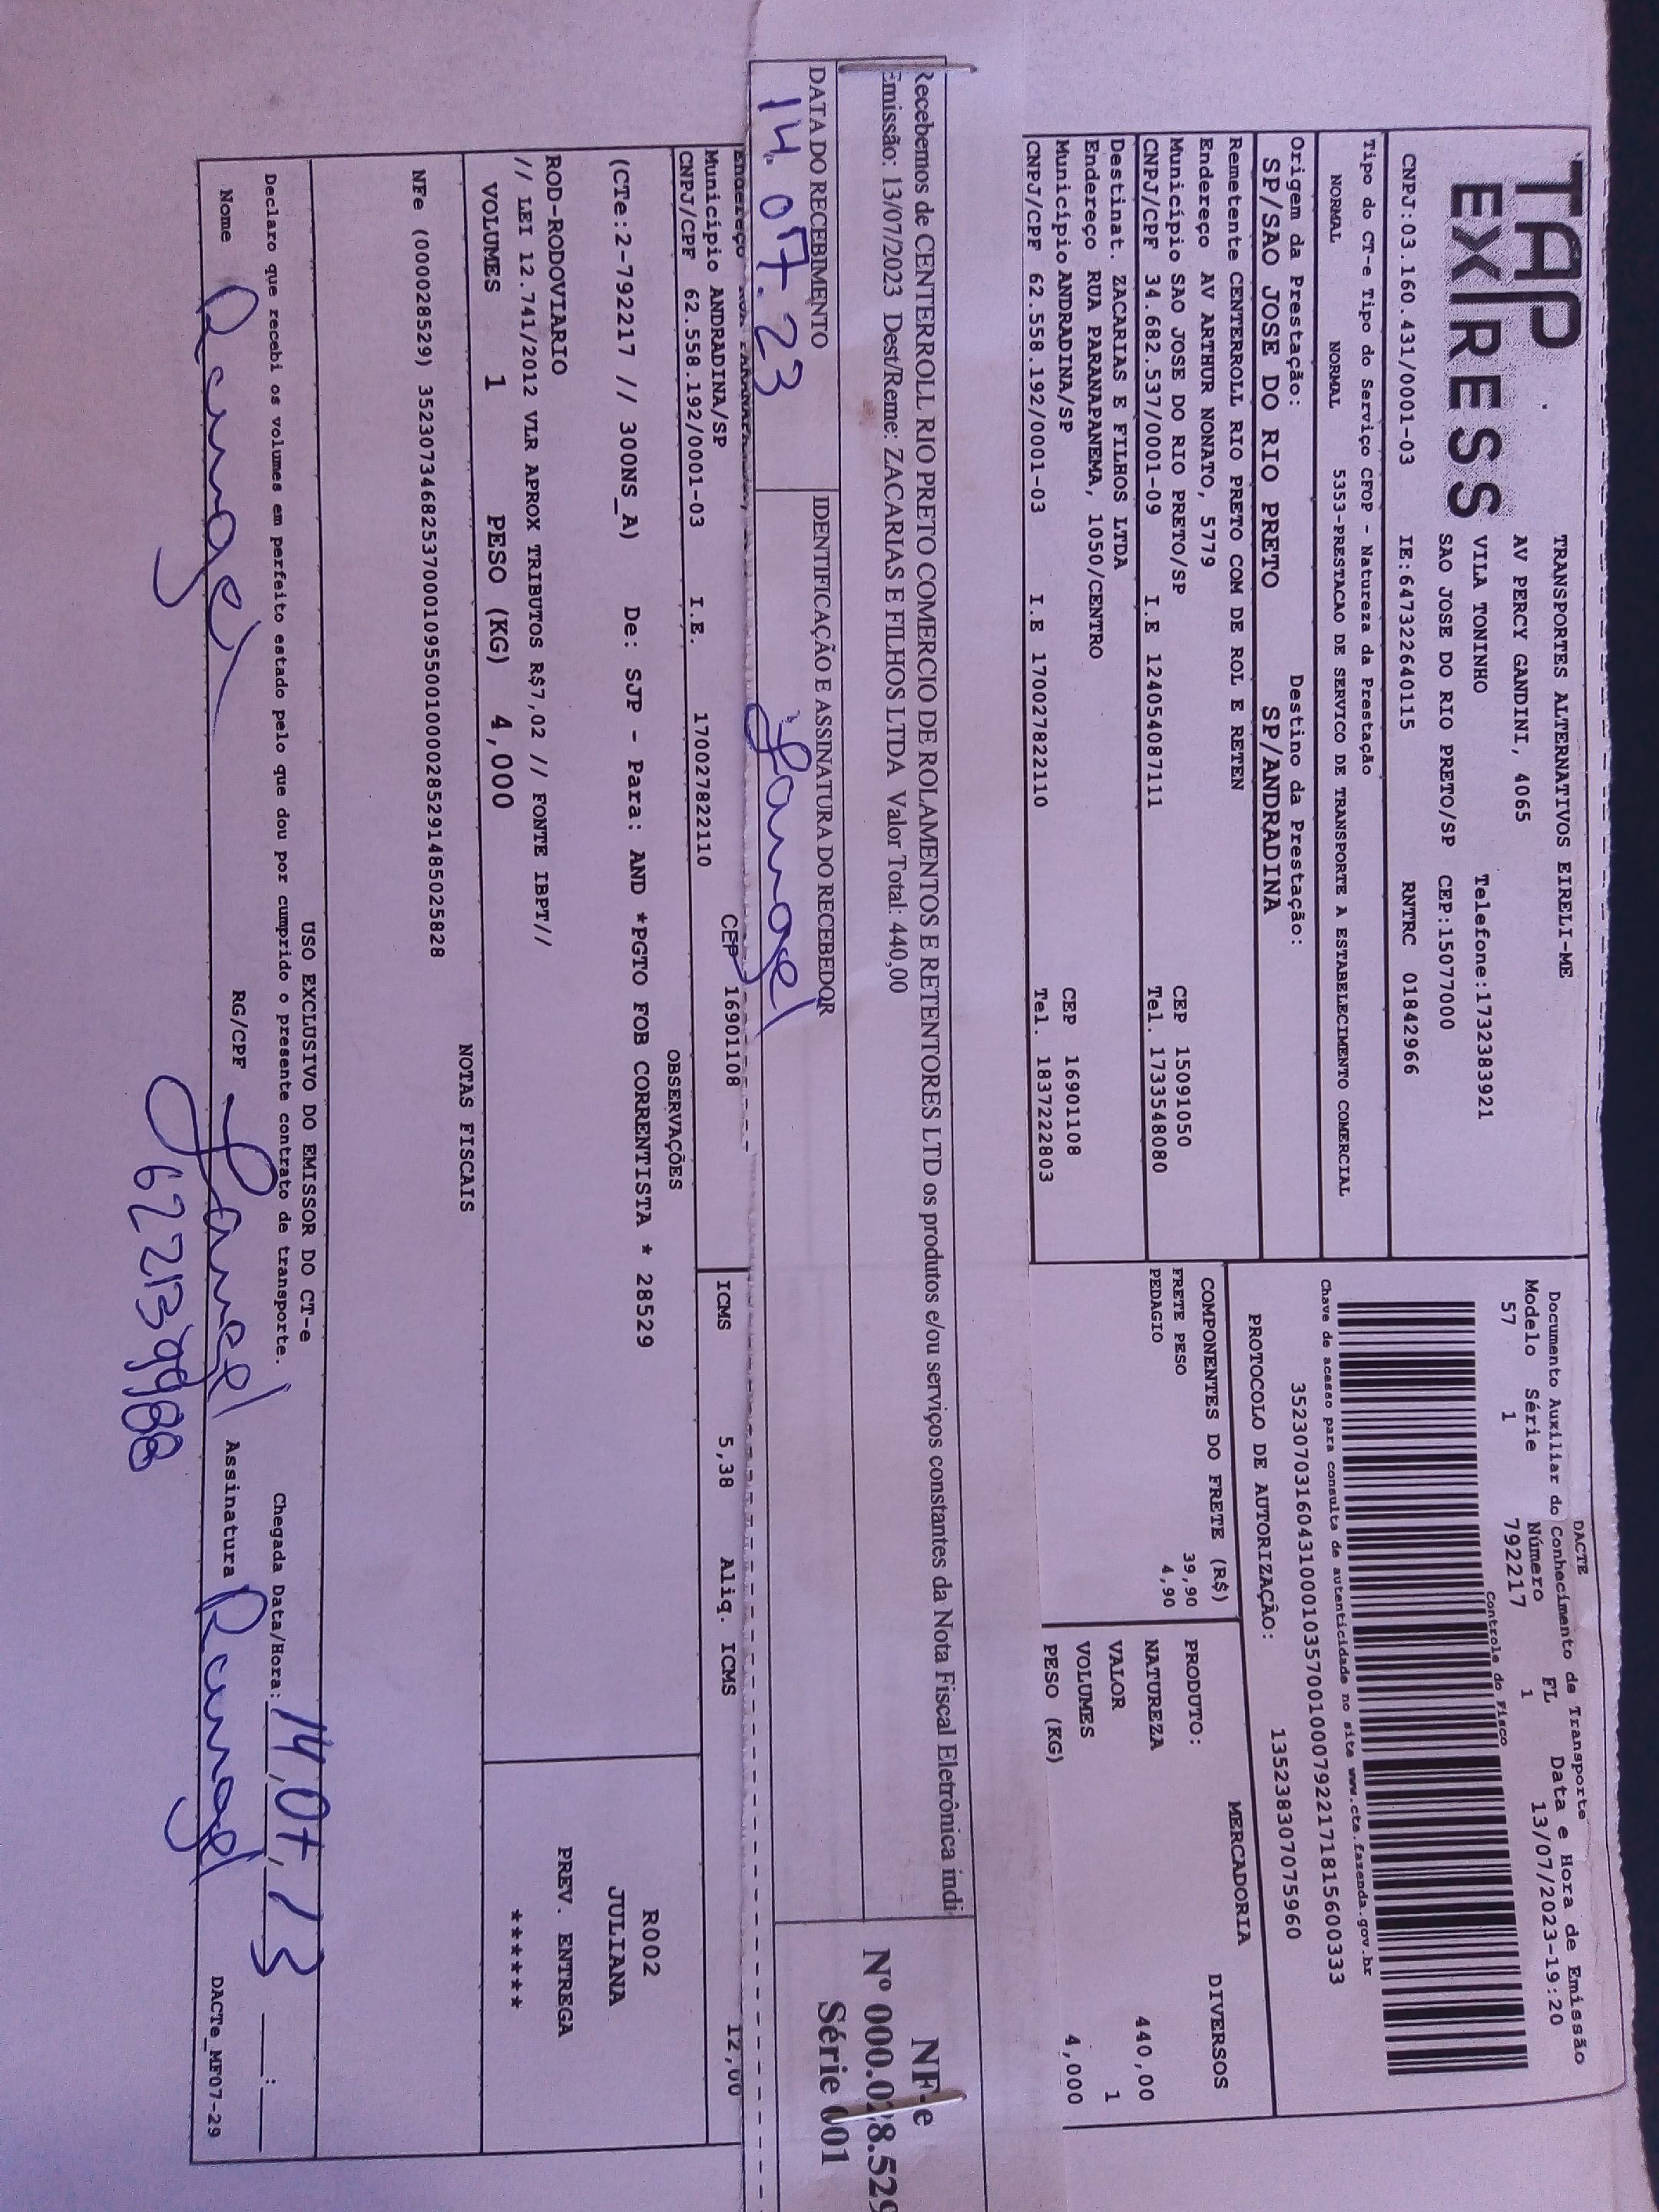 TAP
EXPRESS
TRANSPORTES ALTERNATIVOS EIRELI-ME
AV PERCY GANDINI, 4065
VILA TONINHO Telefone:1732383921
SAO JOSE DO RIO PRETO/SP CEP:15077000
CNPJ:03.160.431/0001-03 IE:647322640115 RNTRC 01842966
Tipo do CT-e Tipo do Serviço CFOP - Natureza da Prestação
NORMAL NORMAL 5353-PRESTACAO DE SERVICO DE TRANSPORTE A ESTABELECIMENTO COMERCIAL
Origem da Prestação: Destino da Prestação:
SP/SAO JOSE DO RIO PRETO SP/ANDRADINA
Remetente CENTERROLL RIO PRETO COM DE ROL E RETEN
Endereço AV ARTHUR NONATO, 5779 CEP 15091050
Município SAO JOSE DO RIO PRETO/SP Tel. 1733548080
CNPJ/CPF 34.682.537/0001-09 I.E 124054087111
Destinat. ZACARIAS E FILHOS LTDA
Endereço RUA PARANAPANEMA, 1050/CENTRO CEP 16901108
Município ANDRADINA/SP Tel. 1837222803
CNPJ/CPF 62.558.192/0001-03 I.E 170027822110
DACTE
Documento Auxiliar do Conhecimento de Transporte
Modelo Série Número FL Data e Hora de Emissão
57 1 792217 1 13/07/2023-19:20
Controle do Fisco
Chave de acesso para consulta de autenticidade no site www.cte.fazenda.gov.br
35230703160431000103570010007922171815600333
PROTOCOLO DE AUTORIZAÇÃO: 135238307075960
COMPONENTES DO FRETE (R$)
FRETE PESO 39,90
PEDAGIO 4,90
MERCADORIA
PRODUTO: DIVERSOS
NATUREZA
VALOR 440,00
VOLUMES 1
PESO (KG) 4,000
Recebemos de CENTERROLL RIO PRETO COMERCIO DE ROLAMENTOS E RETENTORES LTD os produtos e/ou serviços constantes da Nota Fiscal Eletrônica indi
Emissão: 13/07/2023 Dest/Reme: ZACARIAS E FILHOS LTDA Valor Total: 440,00
DATA DO RECEBIMENTO IDENTIFICAÇÃO E ASSINATURA DO RECEBEDOR
14.07.23
NF-e
Nº 000.028.529
Série 001
Município ANDRADINA/SP CEP 16901108
CNPJ/CPF 62.558.192/0001-03 I.E. 170027822110
ICMS 5,38 Aliq. ICMS 12,00
OBSERVAÇÕES
(CTe:2-792217 // 300NS_A) De: SJP - Para: AND *PGTO FOB CORRENTISTA * 28529
R002
JULIANA
ROD-RODOVIARIO
// LEI 12.741/2012 VLR APROX TRIBUTOS R$7,02 // FONTE IBPT//
VOLUMES 1 PESO (KG) 4,000
PREV. ENTREGA
******
NOTAS FISCAIS
NFe (000028529) 35230734682537000109550010000285291485025828
USO EXCLUSIVO DO EMISSOR DO CT-e
Declaro que recebi os volumes em perfeito estado pelo que dou por cumprido o presente contrato de transporte.
Chegada Data/Hora: 14,07,23 __:__
Nome Rangel RG/CPF Assinatura Rangel
DACTe_MF07-29